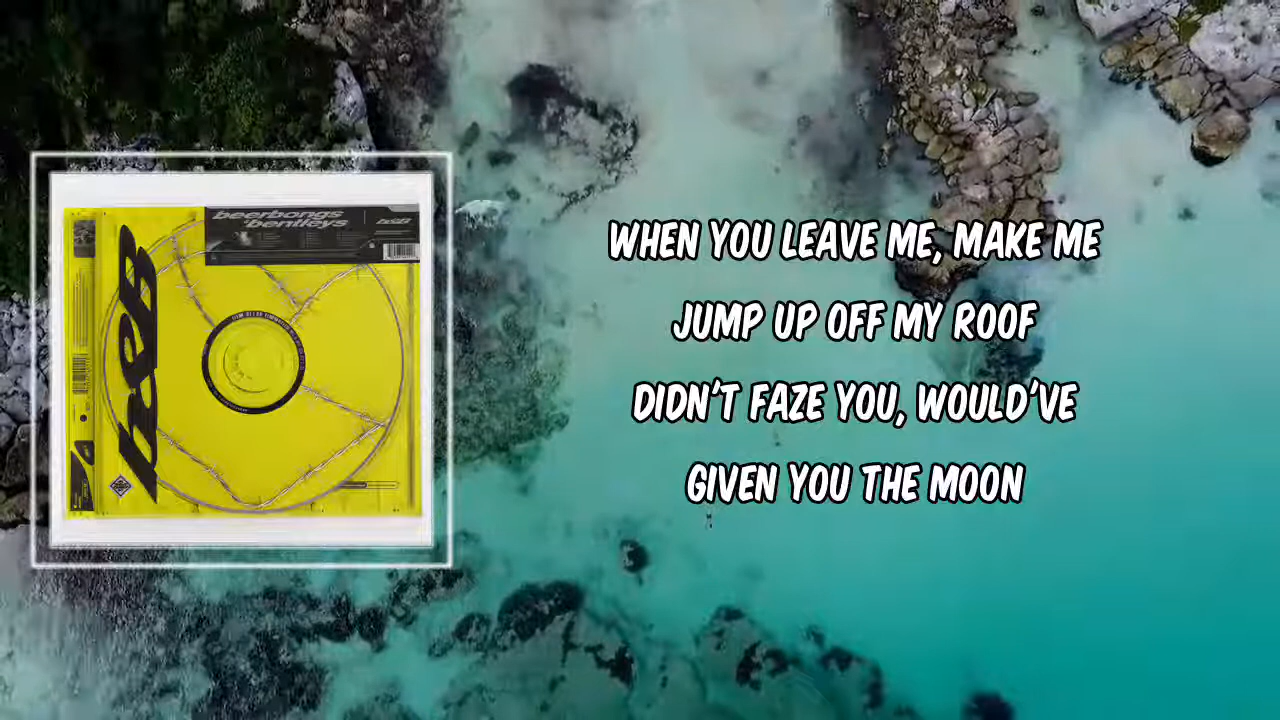 beerbongs
&bentleys
b&B
b&B
WHEN YOU LEAVE ME, MAKE ME
JUMP UP OFF MY ROOF
DIDN'T FAZE YOU, WOULD'VE
GIVEN YOU THE MOON